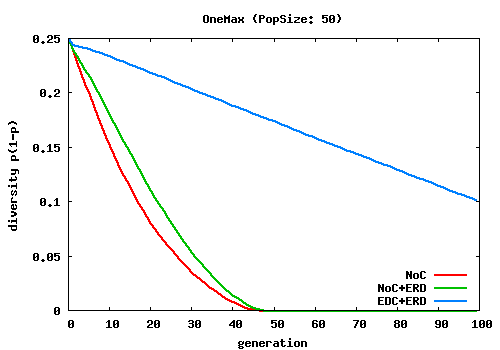 OneMax (PopSize: 50)
0.25
0.2
0.15
0.1
0.05
0
diversity p(1-p)
NoC
NoC+ERD
EDC+ERD
0 10 20 30 40 50 60 70 80 90 100
generation